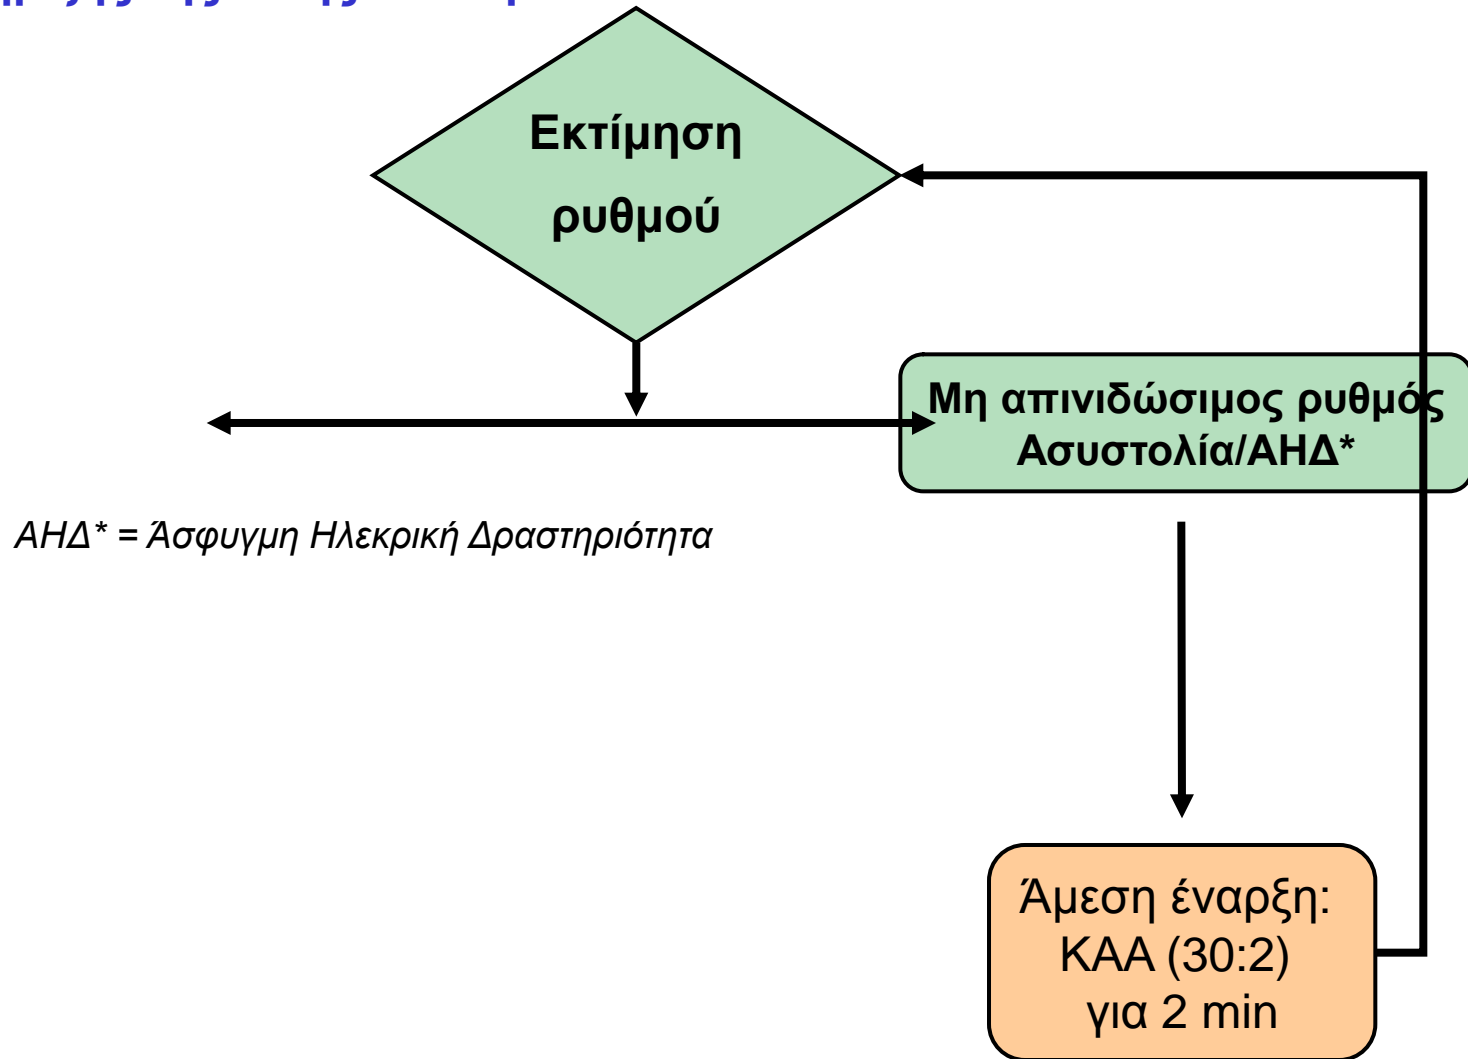 Εκτίμηση
ρυθμού
Μη απινιδώσιμος ρυθμός
Ασυστολία/ΑΗΔ*
ΑΗΔ* = Άσφυγμη Ηλεκρική Δραστηριότητα
Άμεση έναρξη:
ΚΑΑ (30:2)
για 2 min